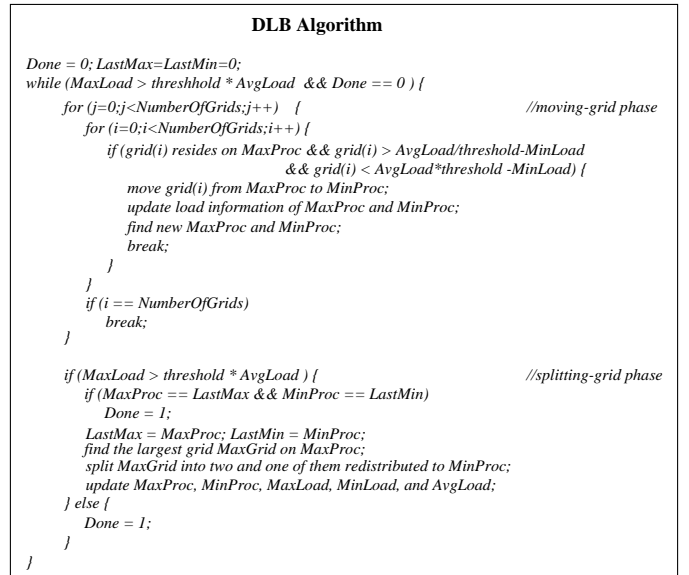 DLB Algorithm
Done = 0; LastMax=LastMin=0;
while (MaxLoad > threshhold * AvgLoad && Done == 0 ) {
for (j=0;j<NumberOfGrids;j++) { //moving-grid phase
for (i=0;i<NumberOfGrids;i++) {
if (grid(i) resides on MaxProc && grid(i) > AvgLoad/threshold-MinLoad
&& grid(i) < AvgLoad*threshold -MinLoad) {
move grid(i) from MaxProc to MinProc;
update load information of MaxProc and MinProc;
find new MaxProc and MinProc;
break;
}
}
if (i == NumberOfGrids)
break;
}
if (MaxLoad > threshold * AvgLoad ) { //splitting-grid phase
if (MaxProc == LastMax && MinProc == LastMin)
Done = 1;
LastMax = MaxProc; LastMin = MinProc;
find the largest grid MaxGrid on MaxProc;
split MaxGrid into two and one of them redistributed to MinProc;
update MaxProc, MinProc, MaxLoad, MinLoad, and AvgLoad;
} else {
Done = 1;
}
}